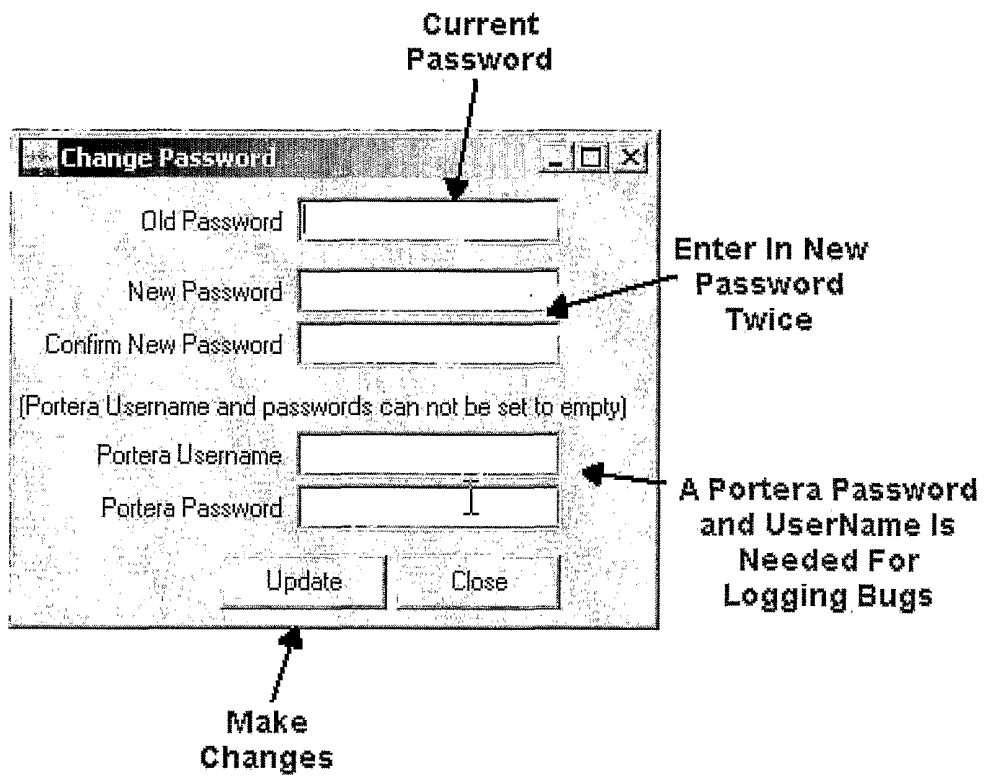 Current
Password
Change Password
Old Password
Enter In New
Password
Twice
New Password
Confirm New Password
(Portera Username and passwords can not be set to empty)
Portera Username
Portera Password
A Portera Password
and UserName Is
Needed For
Logging Bugs
Update
Close
Make
Changes